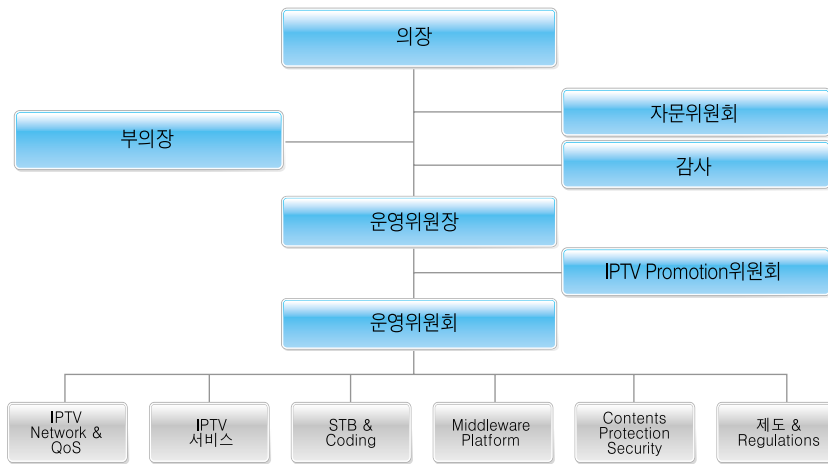 의장
자문위원회
부의장
감사
운영위원장
IPTV Promotion위원회
운영위원회
IPTV
Network &
QoS
IPTV
서비스
STB &
Coding
Middleware
Platform
Contents
Protection
Security
제도 &
Regulations